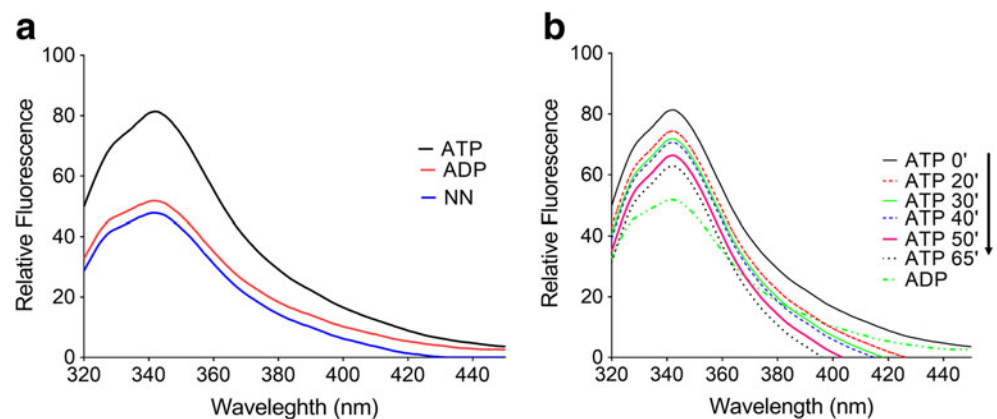 a
100
80
60
40
20
0
Relative Fluorescence
320 340 360 380 400 420 440
Waveleghth (nm)
ATP
ADP
NN
b
100
80
60
40
20
0
Relative Fluorescence
320 340 360 380 400 420 440
Wavelength (nm)
ATP 0'
ATP 20'
ATP 30'
ATP 40'
ATP 50'
ATP 65'
ADP